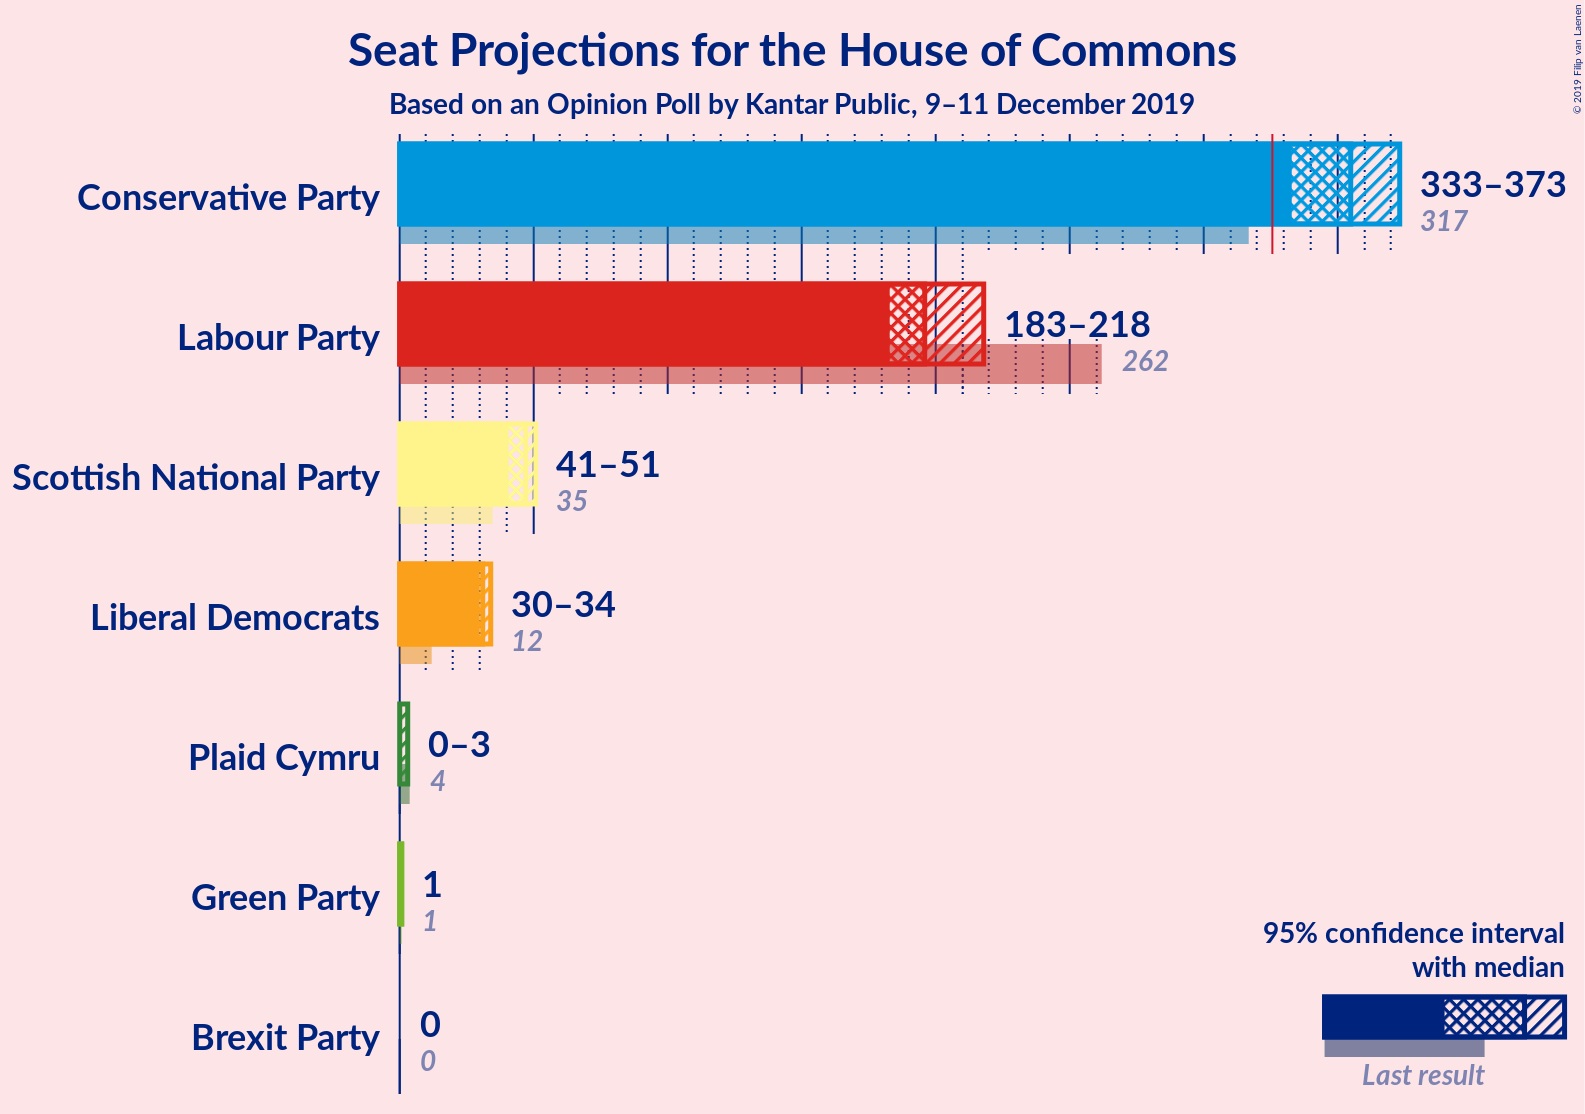 Seat Projections for the House of Commons
Based on an Opinion Poll by Kantar Public, 9–11 December 2019
© 2019 Filip van Laenen
Conservative Party
333–373
317
Labour Party
183–218
262
Scottish National Party
41–51
35
Liberal Democrats
30–34
12
Plaid Cymru
0–3
4
Green Party
1
1
Brexit Party
0
0
95% confidence interval
with median
Last result